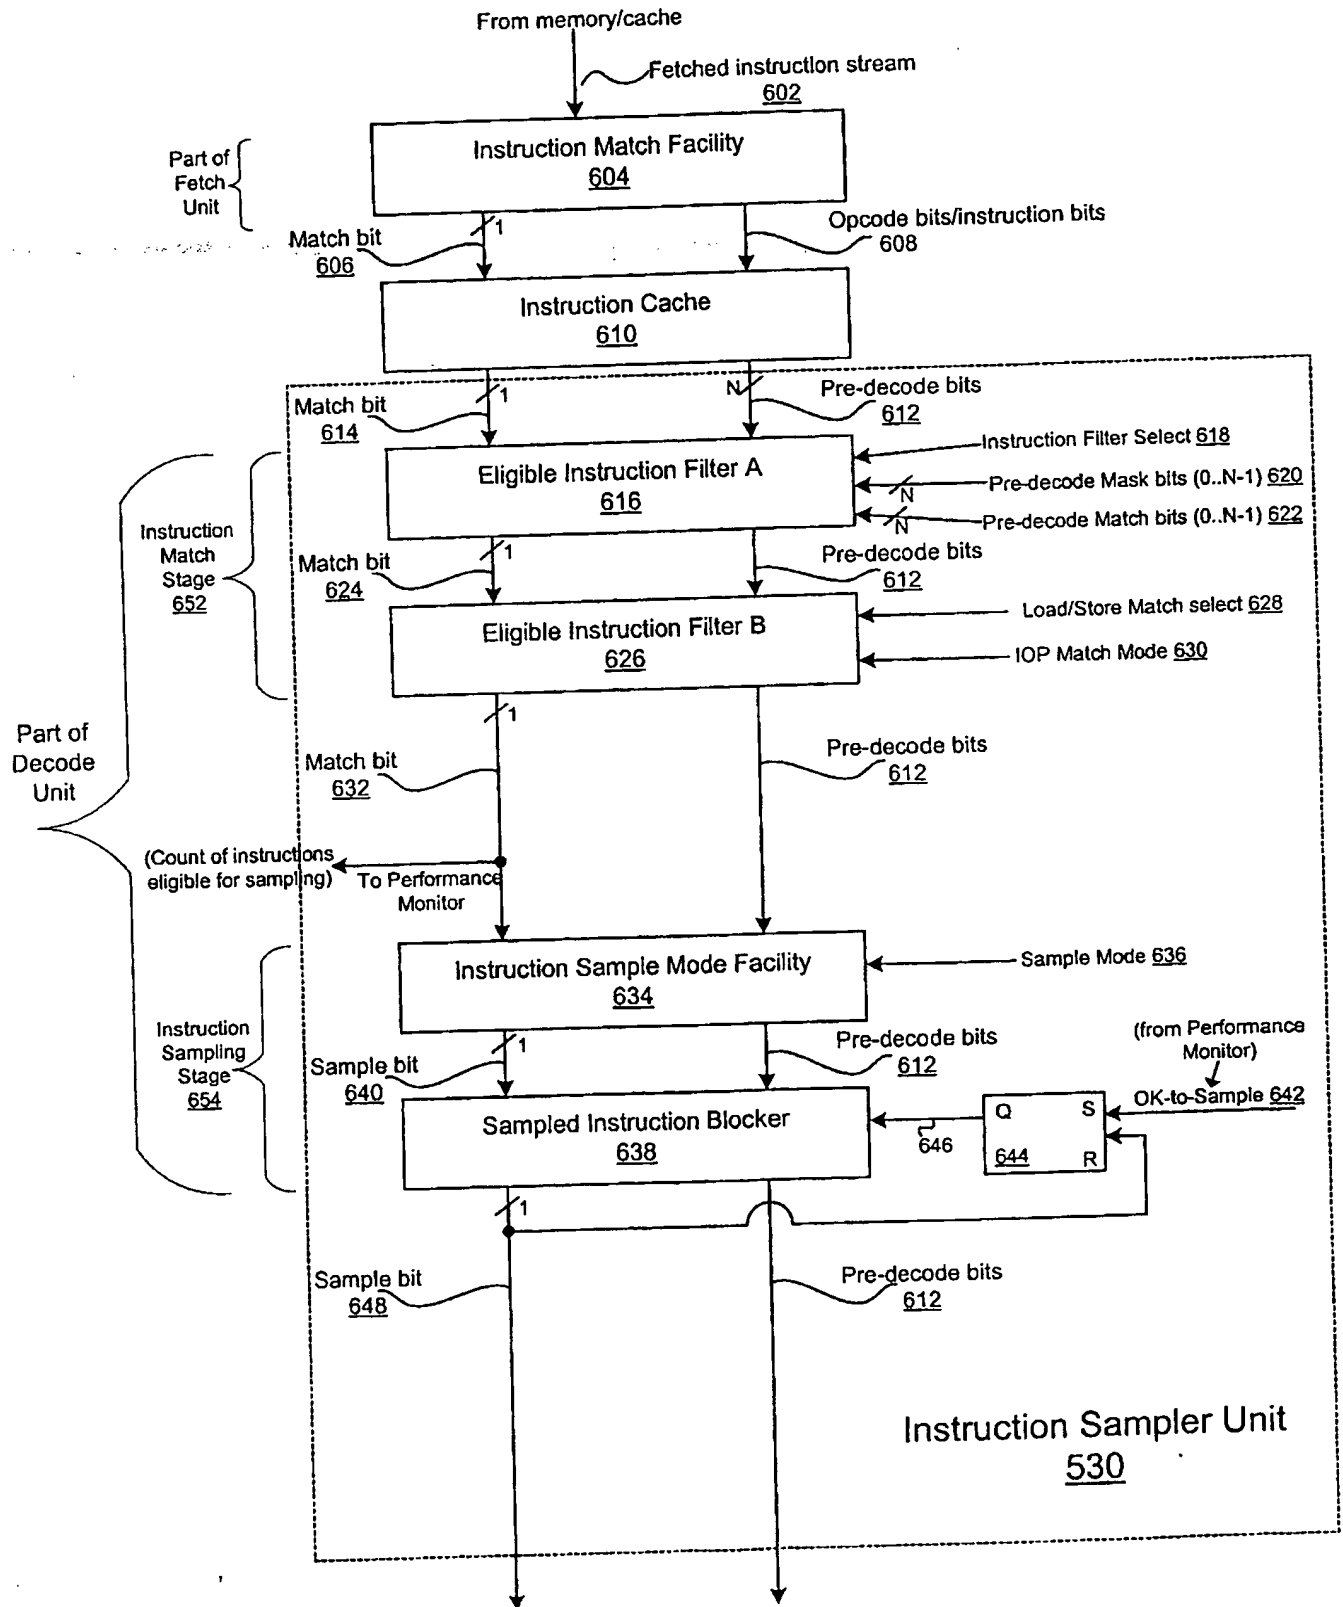 From memory/cache
Fetched instruction stream
602
Instruction Match Facility
604
Part of
Fetch
Unit
1
Match bit
606
Opcode bits/instruction bits
608
Instruction Cache
610
1
N
Match bit
614
Pre-decode bits
612
Eligible Instruction Filter A
616
Instruction Filter Select 618
Pre-decode Mask bits (0..N-1) 620
N
Pre-decode Match bits (0..N-1) 622
N
Instruction
Match
Stage
652
1
Match bit
624
Pre-decode bits
612
Eligible Instruction Filter B
626
Load/Store Match select 628
IOP Match Mode 630
1
Part of
Decode
Unit
Match bit
632
Pre-decode bits
612
(Count of instructions
eligible for sampling)
To Performance
Monitor
Instruction Sample Mode Facility
634
Sample Mode 636
Instruction
Sampling
Stage
654
1
Sample bit
640
Pre-decode bits
612
(from Performance
Monitor)
OK-to-Sample 642
Sampled Instruction Blocker
638
646
Q
S
644
R
1
Sample bit
648
Pre-decode bits
612
Instruction Sampler Unit
530